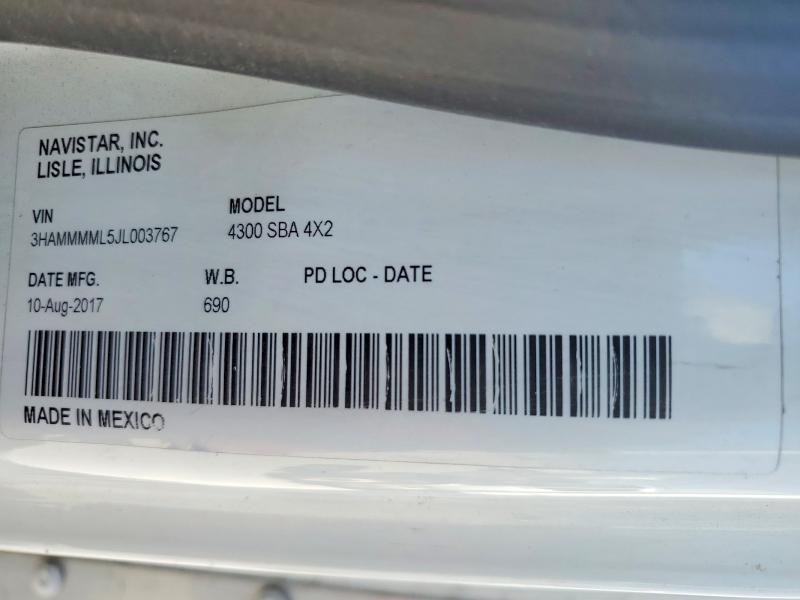 NAVISTAR, INC.
LISLE, ILLINOIS
VIN MODEL
3HAMMMML5JL003767 4300 SBA 4X2
DATE MFG. W.B. PD LOC - DATE
10-Aug-2017 690
MADE IN MEXICO